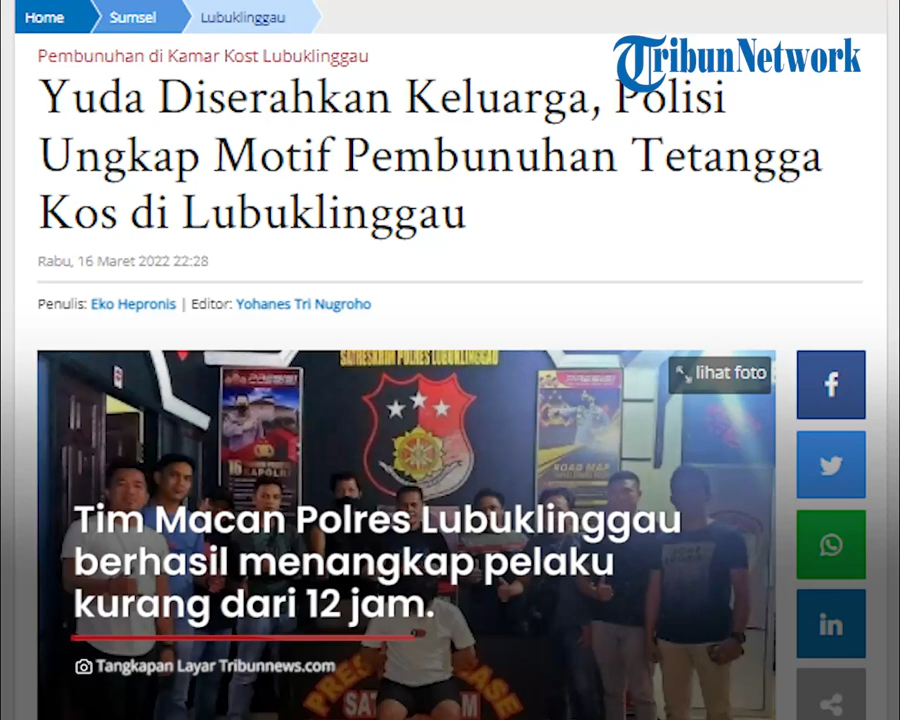 Home Sumsel Lubuklinggau
Pembunuhan di Kamar Kost Lubuklinggau
TribunNetwork
Yuda Diserahkan Keluarga, Polisi
Ungkap Motif Pembunuhan Tetangga
Kos di Lubuklinggau
Rabu, 16 Maret 2022 22:28
Penulis: Eko Hepronis | Editor: Yohanes Tri Nugroho
SATRESKRIM POLRES LUBUKLINGGAU
lihat foto
ROAD MAP
Tim Macan Polres Lubuklinggau
berhasil menangkap pelaku
kurang dari 12 jam.
Tangkapan Layar Tribunnews.com